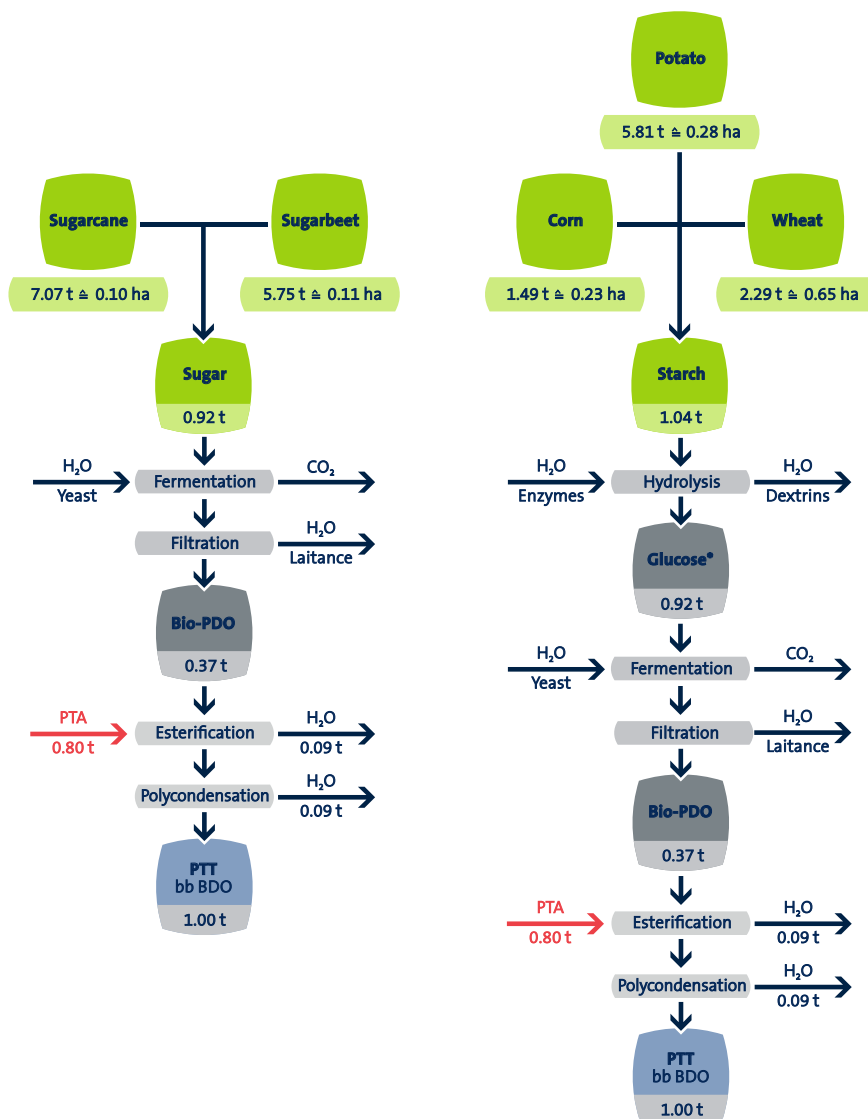 Sugarcane
7.07 t ≙ 0.10 ha
Sugarbeet
5.75 t ≙ 0.11 ha
Sugar
0.92 t
H₂O
Yeast
Fermentation
CO₂
Filtration
H₂O
Laitance
Bio-PDO
0.37 t
PTA
0.80 t
Esterification
H₂O
0.09 t
Polycondensation
H₂O
0.09 t
PTT
bb BDO
1.00 t
Potato
5.81 t ≙ 0.28 ha
Corn
1.49 t ≙ 0.23 ha
Wheat
2.29 t ≙ 0.65 ha
Starch
1.04 t
H₂O
Enzymes
Hydrolysis
H₂O
Dextrins
Glucose*
0.92 t
H₂O
Yeast
Fermentation
CO₂
Filtration
H₂O
Laitance
Bio-PDO
0.37 t
PTA
0.80 t
Esterification
H₂O
0.09 t
Polycondensation
H₂O
0.09 t
PTT
bb BDO
1.00 t